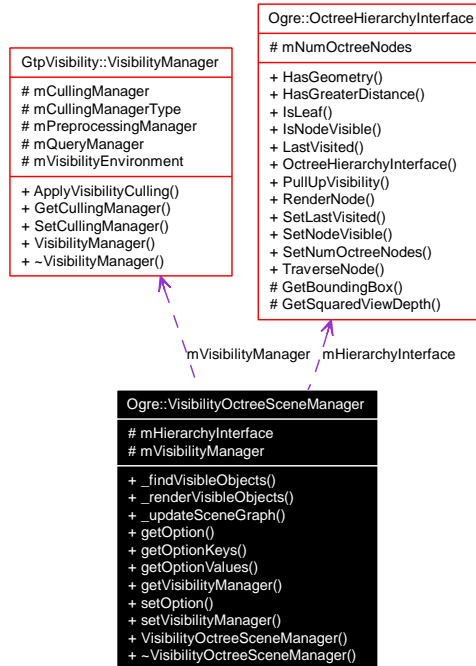 GtpVisibility::VisibilityManager
# mCullingManager
# mCullingManagerType
# mPreprocessingManager
# mQueryManager
# mVisibilityEnvironment
+ ApplyVisibilityCulling()
+ GetCullingManager()
+ SetCullingManager()
+ VisibilityManager()
+ ~VisibilityManager()
Ogre::OctreeHierarchyInterface
# mNumOctreeNodes
+ HasGeometry()
+ HasGreaterDistance()
+ IsLeaf()
+ IsNodeVisible()
+ LastVisited()
+ OctreeHierarchyInterface()
+ PullUpVisibility()
+ RenderNode()
+ SetLastVisited()
+ SetNodeVisible()
+ SetNumOctreeNodes()
+ TraverseNode()
# GetBoundingBox()
# GetSquaredViewDepth()
mVisibilityManager
mHierarchyInterface
Ogre::VisibilityOctreeSceneManager
# mHierarchyInterface
# mVisibilityManager
+ _findVisibleObjects()
+ _renderVisibleObjects()
+ _updateSceneGraph()
+ getOption()
+ getOptionKeys()
+ getOptionValues()
+ getVisibilityManager()
+ setOption()
+ setVisibilityManager()
+ VisibilityOctreeSceneManager()
+ ~VisibilityOctreeSceneManager()